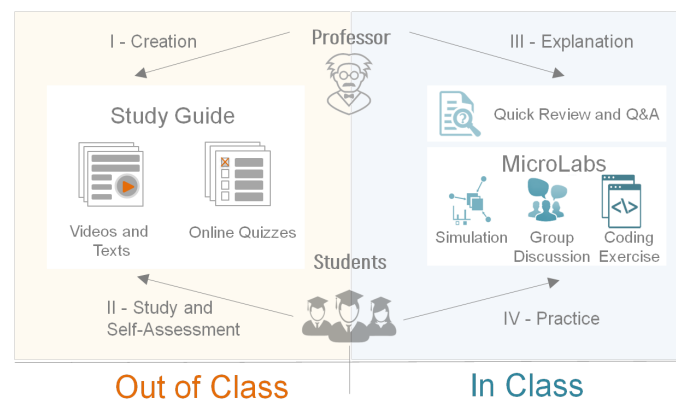 I - Creation
Professor
III - Explanation
Study Guide
Videos and
Texts
Online Quizzes
?
Quick Review and Q&A
MicroLabs
Simulation
Group
Discussion
Coding
Exercise
</>
Students
II - Study and
Self-Assessment
IV - Practice
Out of Class
In Class